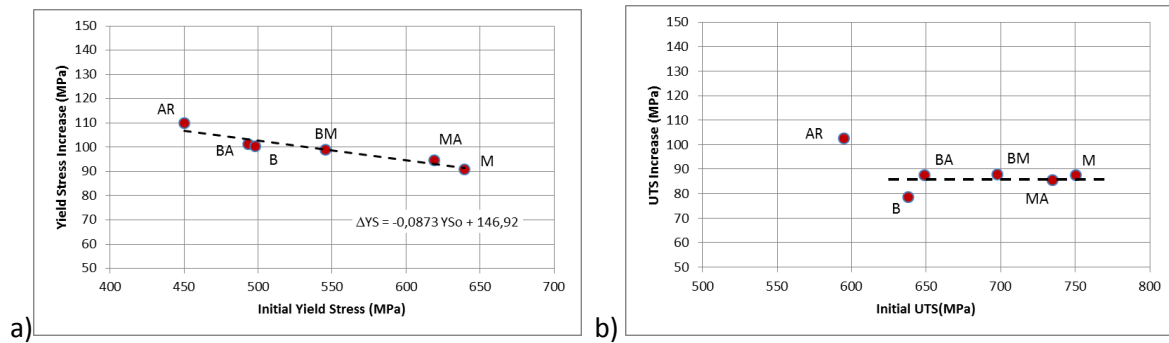 a)
Yield Stress Increase (MPa)
150
140
130
120
110
100
90
80
70
60
50
AR
BA
B
BM
MA
M
ΔYS = -0,0873 YSo + 146,92
400 450 500 550 600 650 700
Initial Yield Stress (MPa)
b)
UTS Increase (MPa)
150
140
130
120
110
100
90
80
70
60
50
AR
BA
B
BM
MA
M
500 550 600 650 700 750 800
Initial UTS(MPa)